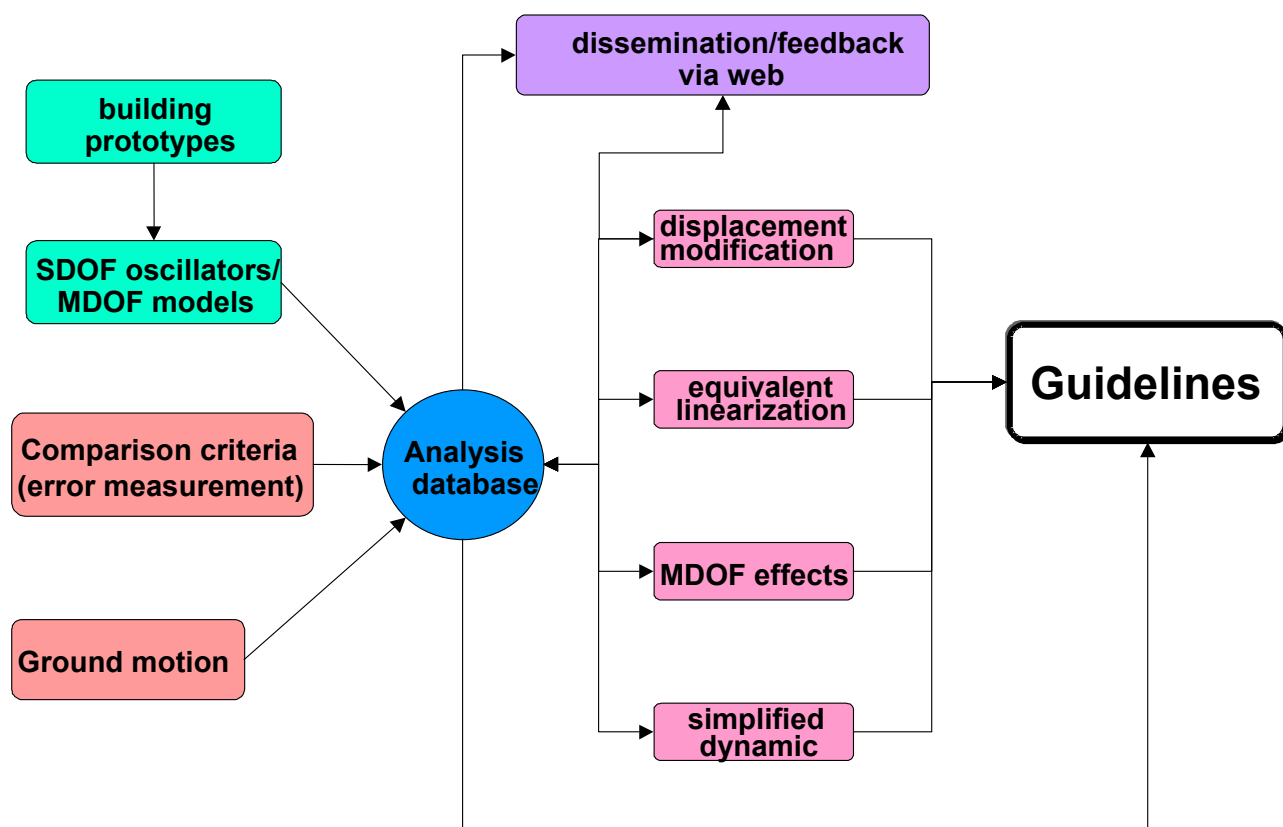 dissemination/feedback
via web
building
prototypes
displacement
modification
SDOF oscillators/
MDOF models
equivalent
linearization
Guidelines
Comparison criteria
(error measurement)
Analysis
database
MDOF effects
Ground motion
simplified
dynamic